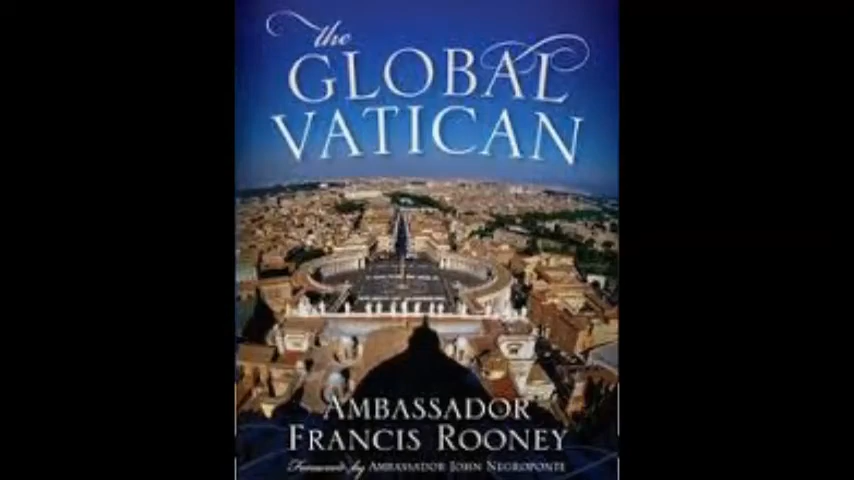 the
GLOBAL
VATICAN
AMBASSADOR
FRANCIS ROONEY
Foreword by AMBASSADOR JOHN NEGROPONTE